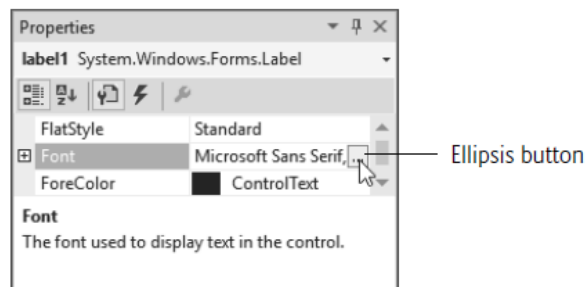 Properties
label1 System.Windows.Forms.Label
FlatStyle Standard
Font Microsoft Sans Serif, ...
Ellipsis button
ForeColor ControlText
Font
The font used to display text in the control.